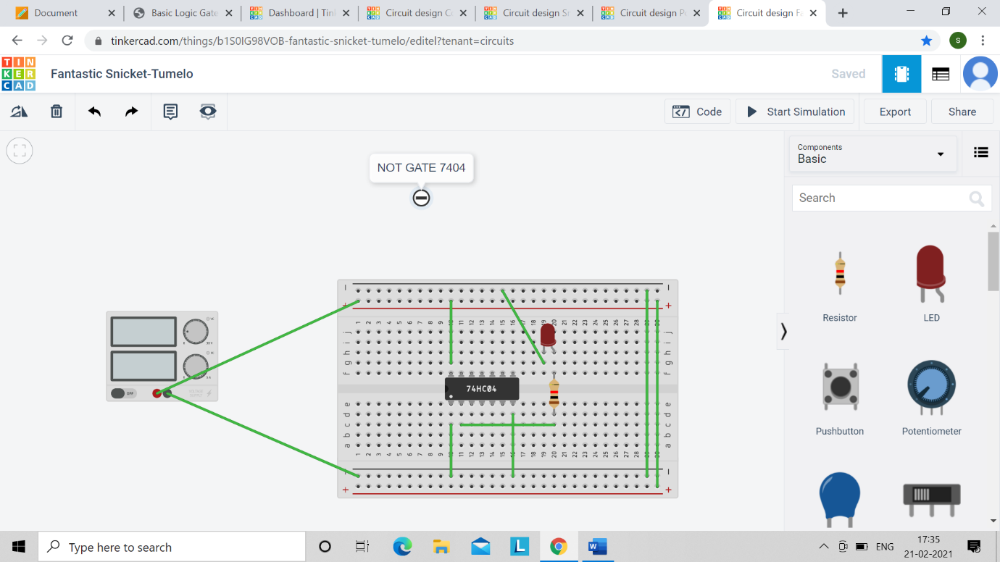 Document
Basic Logic Gate
Dashboard | Tin
Circuit design C
Circuit design S
Circuit design P
Circuit design F
tinkercad.com/things/b1S0IG98VOB-fantastic-snicket-tumelo/editel?tenant=circuits
S
TIN
KER
CAD
Fantastic Snicket-Tumelo
Saved
Code
Start Simulation
Export
Share
Components
Basic
Search
NOT GATE 7404
Resistor
LED
Pushbutton
Potentiometer
OFF
74HC04
j
i
h
g
f
e
d
c
b
a
Type here to search
L
W
ENG
17:35
21-02-2021